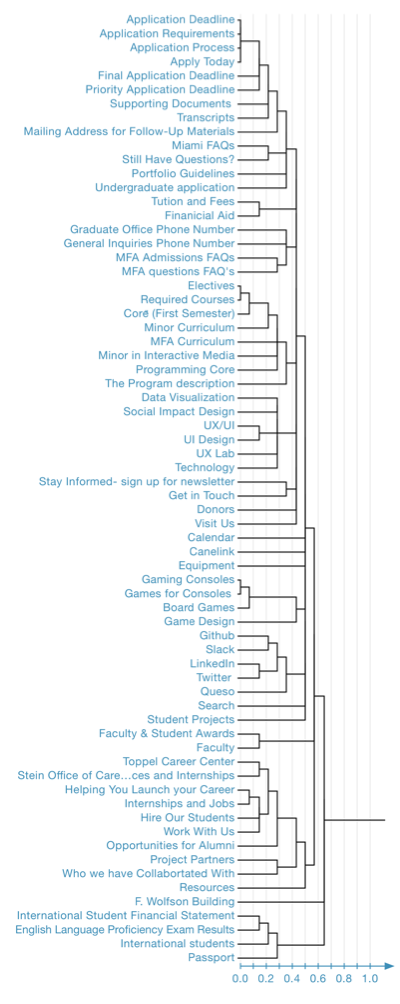 Application Deadline
Application Requirements
Application Process
Apply Today
Final Application Deadline
Priority Application Deadline
Supporting Documents
Transcripts
Mailing Address for Follow-Up Materials
Miami FAQs
Still Have Questions?
Portfolio Guidelines
Undergraduate application
Tution and Fees
Finanicial Aid
Graduate Office Phone Number
General Inquiries Phone Number
MFA Admissions FAQs
MFA questions FAQ's
Electives
Required Courses
Core (First Semester)
Minor Curriculum
MFA Curriculum
Minor in Interactive Media
Programming Core
The Program description
Data Visualization
Social Impact Design
UX/UI
UI Design
UX Lab
Technology
Stay Informed- sign up for newsletter
Get in Touch
Donors
Visit Us
Calendar
Canelink
Equipment
Gaming Consoles
Games for Consoles
Board Games
Game Design
Github
Slack
LinkedIn
Twitter
Queso
Search
Student Projects
Faculty & Student Awards
Faculty
Toppel Career Center
Stein Office of Care...ces and Internships
Helping You Launch your Career
Internships and Jobs
Hire Our Students
Work With Us
Opportunities for Alumni
Project Partners
Who we have Collabortated With
Resources
F. Wolfson Building
International Student Financial Statement
English Language Proficiency Exam Results
International students
Passport
0.0 0.2 0.4 0.6 0.8 1.0